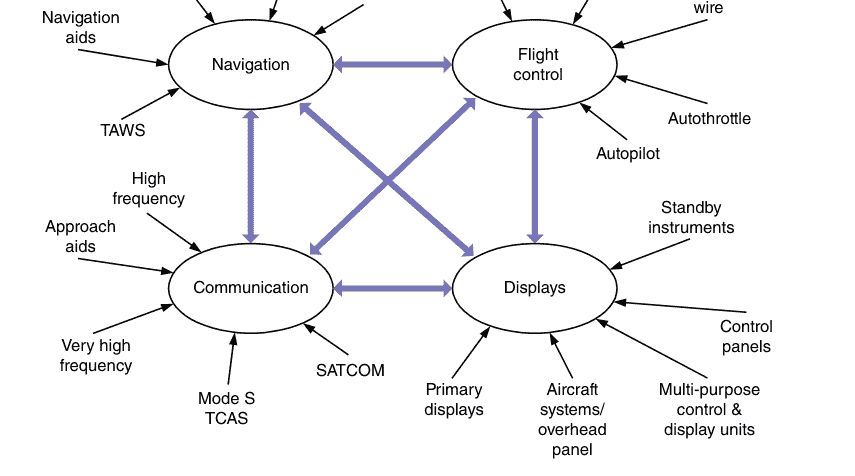 Navigation
aids
wire
Navigation
Flight
control
TAWS
Autothrottle
Autopilot
High
frequency
Approach
aids
Standby
instruments
Communication
Displays
Very high
frequency
Control
panels
SATCOM
Mode S
TCAS
Primary
displays
Aircraft
systems/
overhead
panel
Multi-purpose
control &
display units